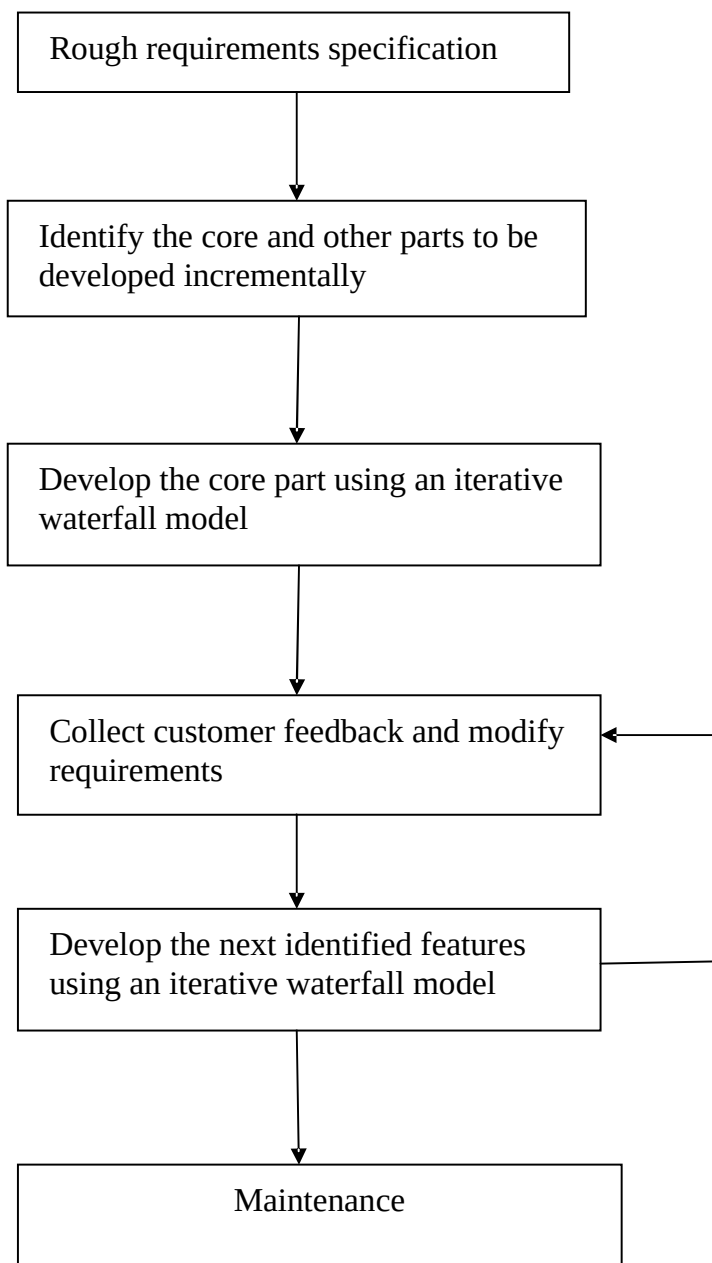 Rough requirements specification
Identify the core and other parts to be
developed incrementally
Develop the core part using an iterative
waterfall model
Collect customer feedback and modify
requirements
Develop the next identified features
using an iterative waterfall model
Maintenance